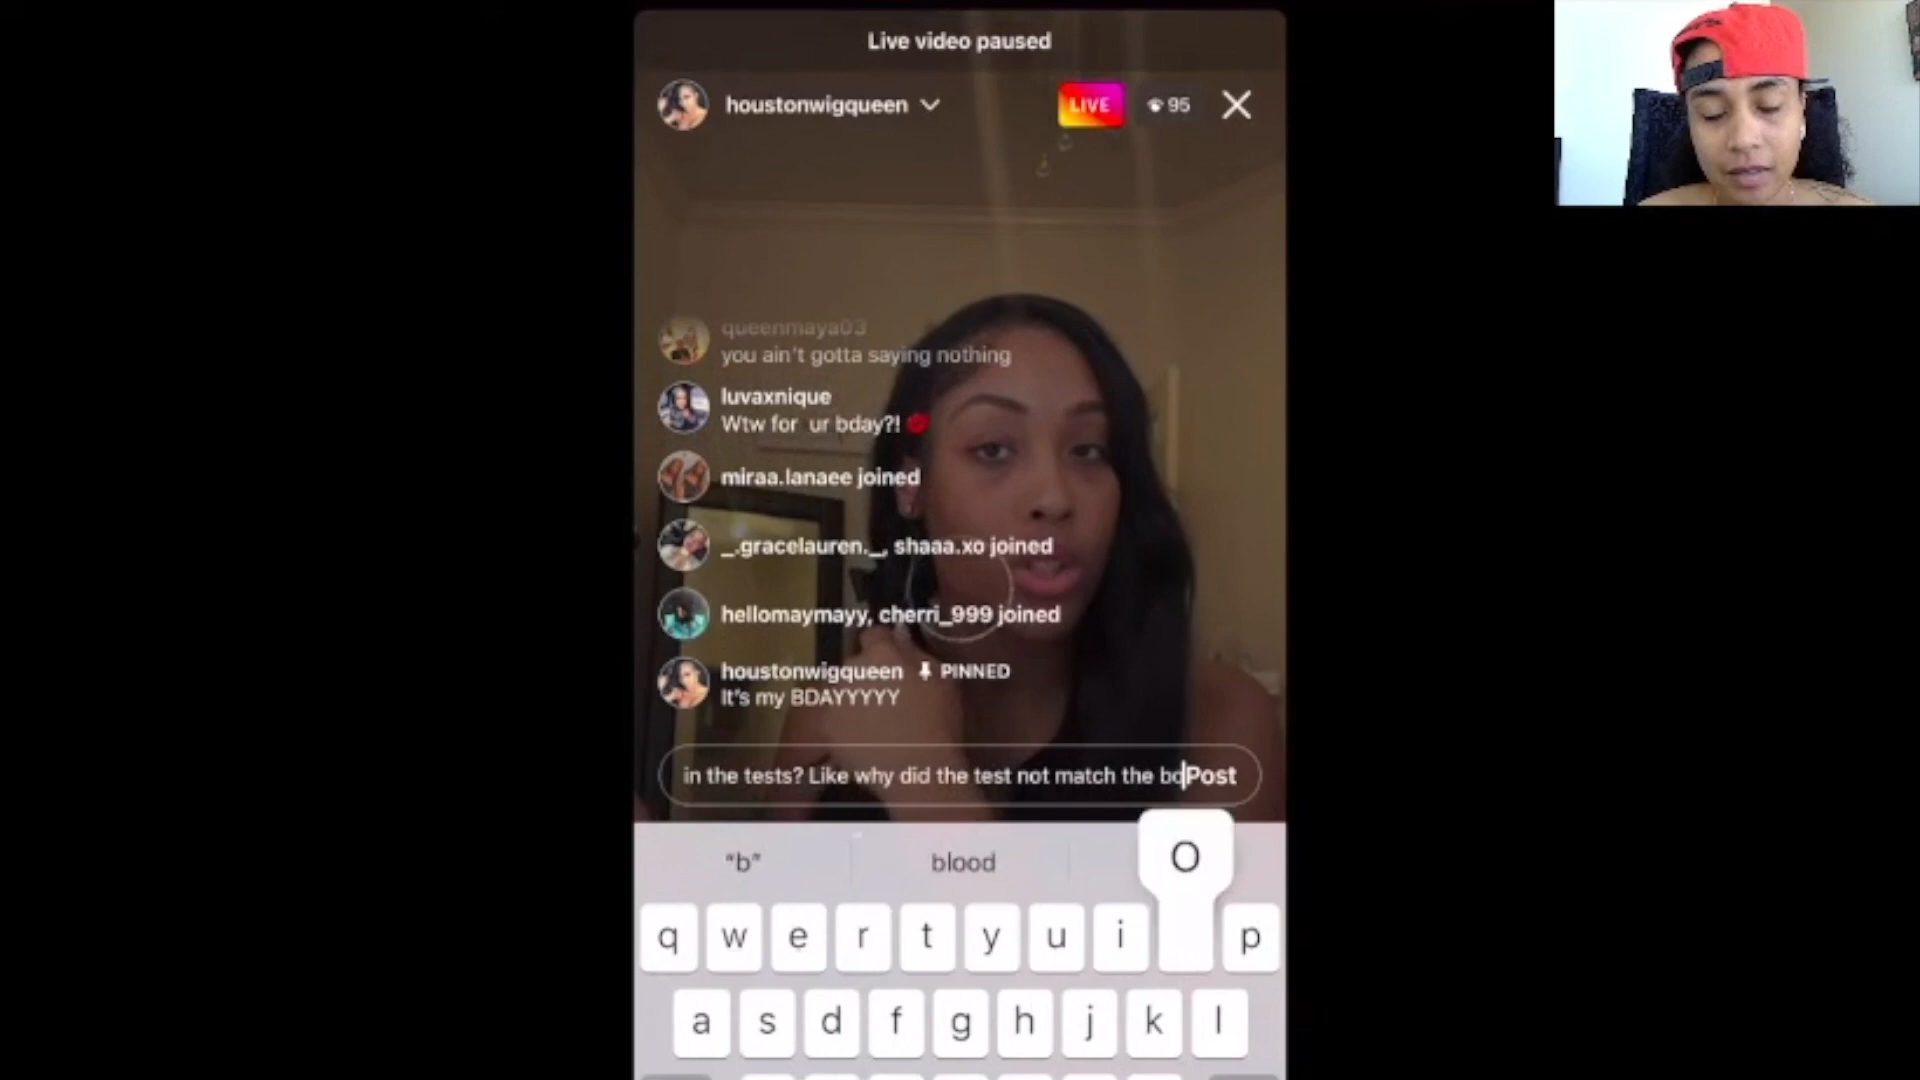 Live video paused
houstonwigqueen
LIVE
95
queenmaya03
you ain't gotta saying nothing
luvaxnique
Wtw for ur bday?!
miraa.lanaee joined
_.gracelauren._, shaaa.xo joined
hellomaymayy, cherri_999 joined
houstonwigqueen PINNED
It's my BDAYYYYY
in the tests? Like why did the test not match the bo Post
"b" blood
O
q w e r t y u i p
a s d f g h j k l